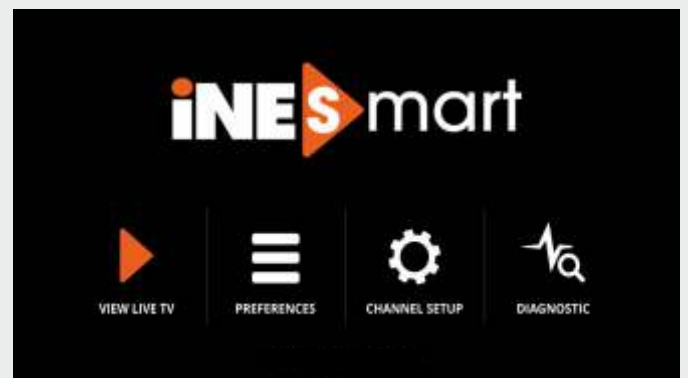 iNESmart
VIEW LIVE TV
PREFERENCES
CHANNEL SETUP
DIAGNOSTIC